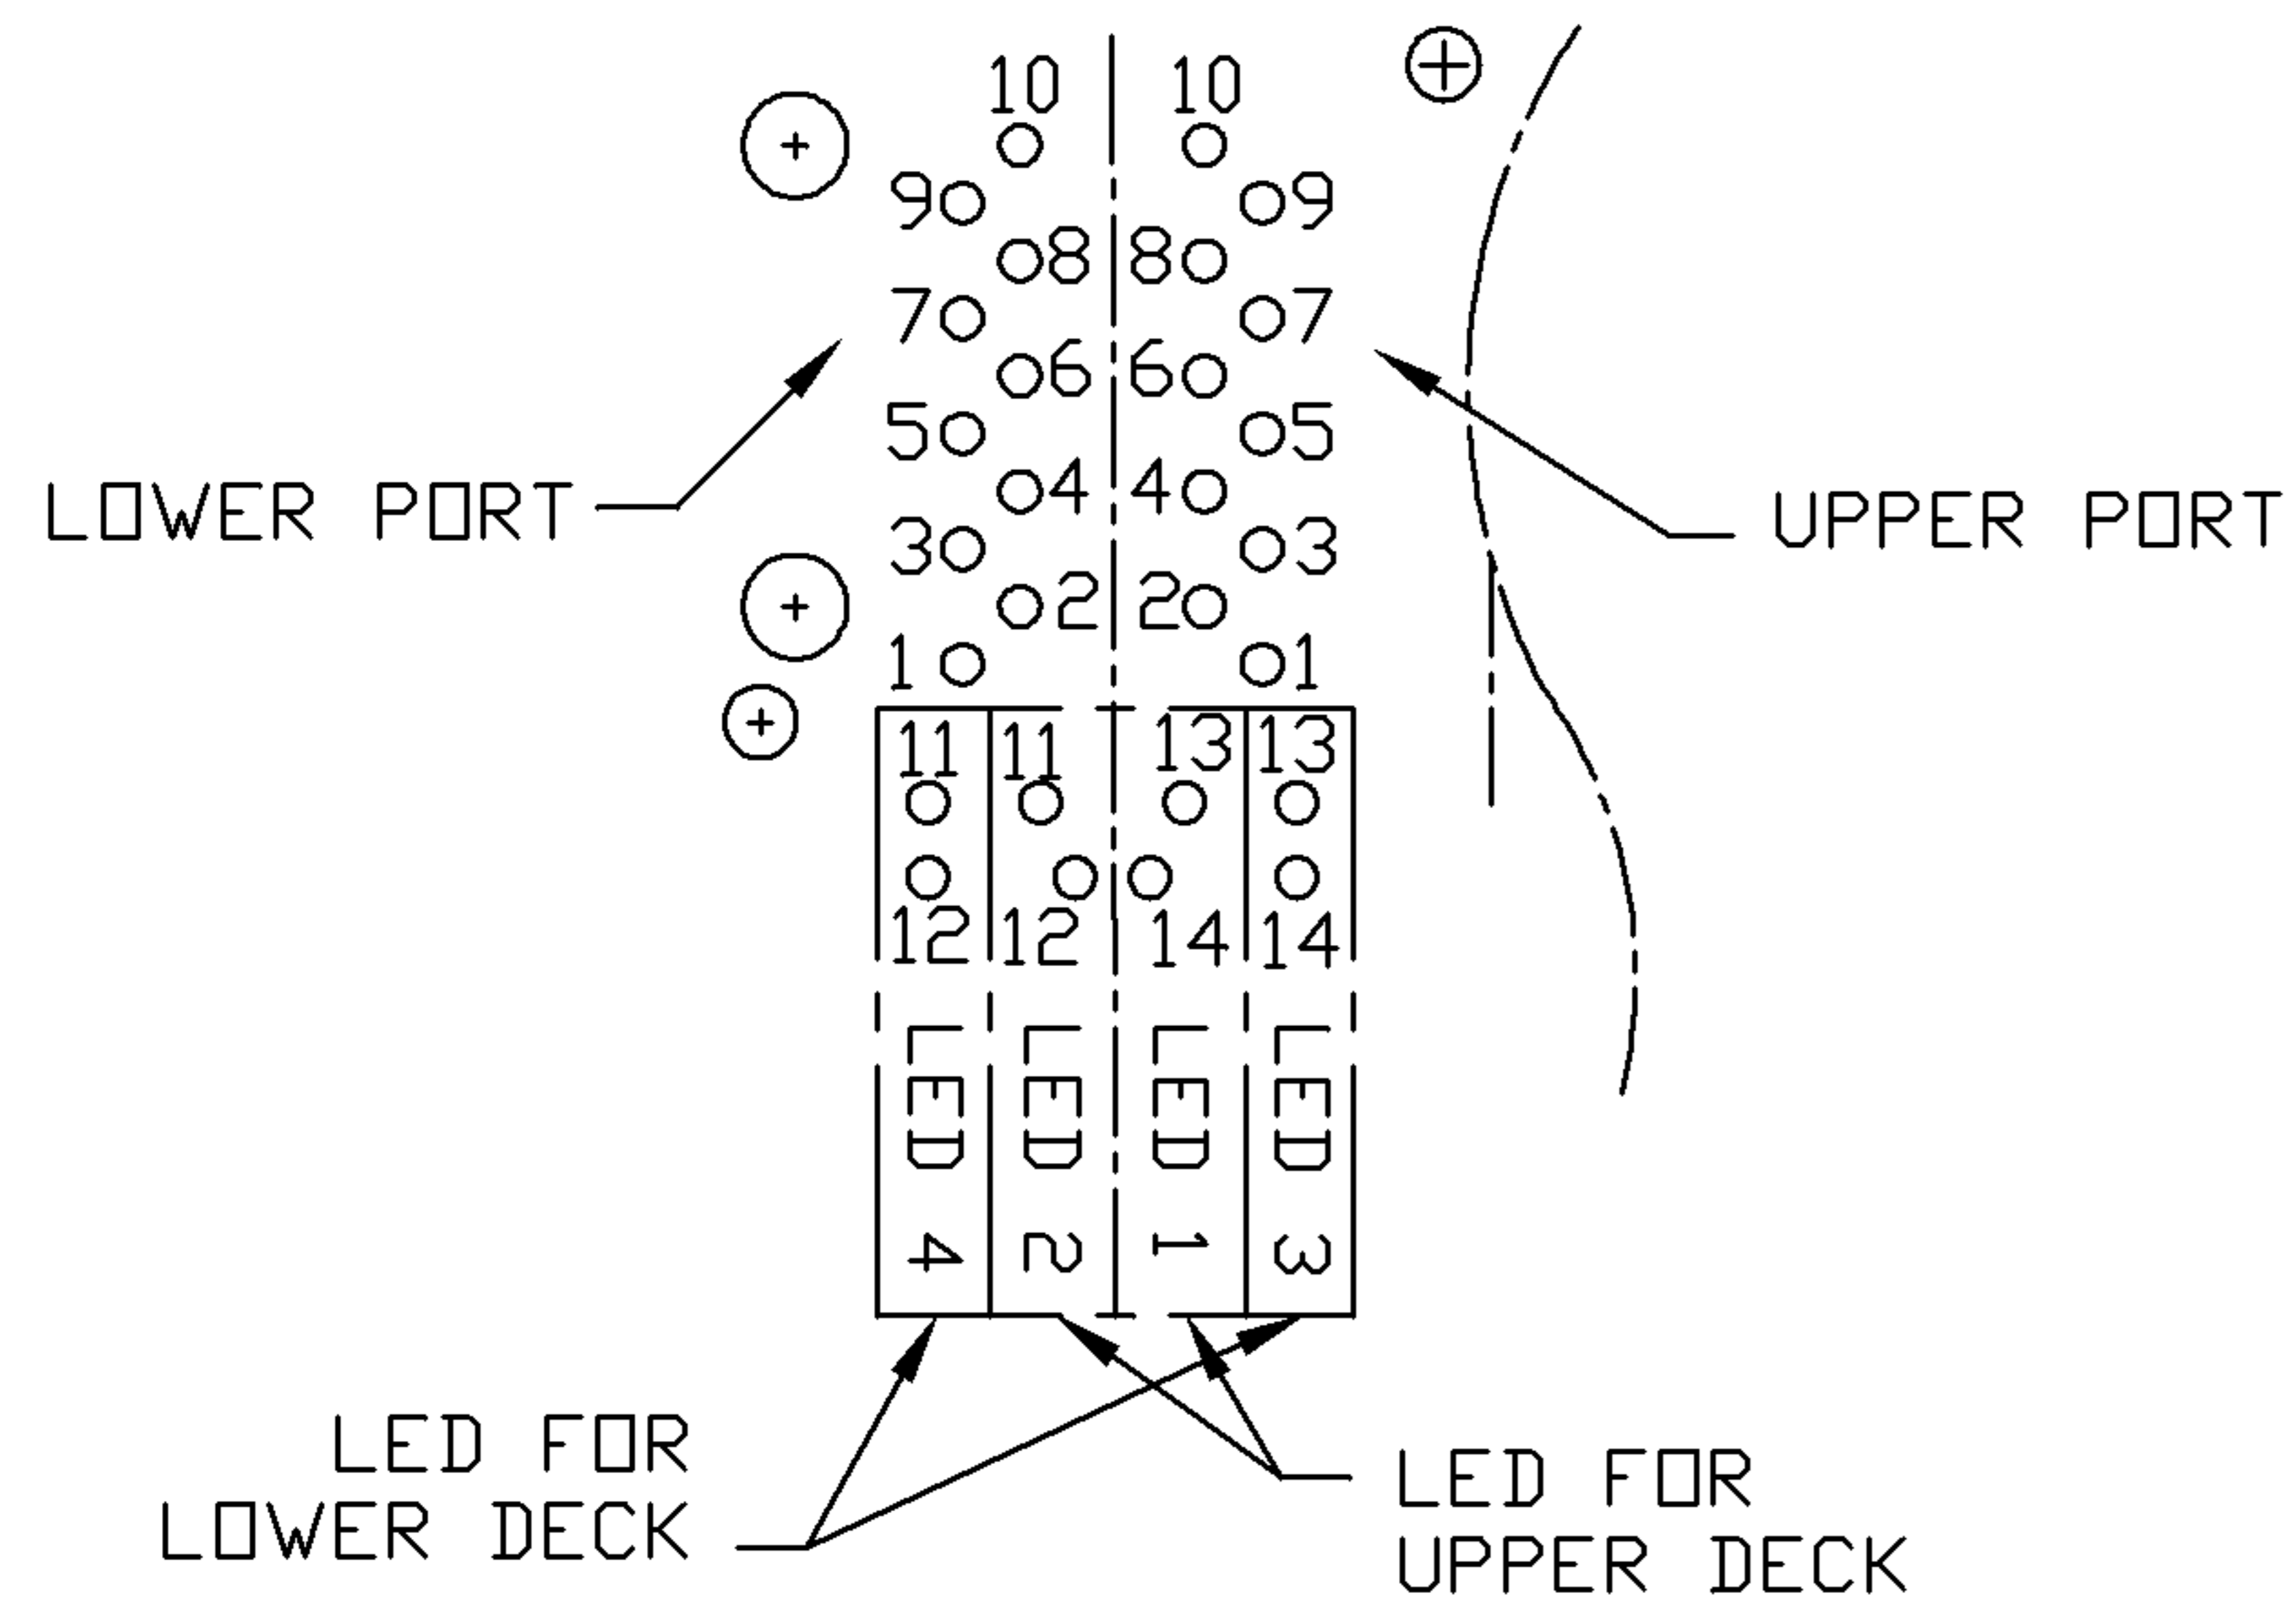 10 10
9 9
8 8
7 7
6 6
5 5
4 4
LOWER PORT UPPER PORT
3 3
2 2
1 1
11 11 13 13
12 12 14 14
LED 4
LED 2
LED 1
LED 3
LED FOR
LOWER DECK
LED FOR
UPPER DECK